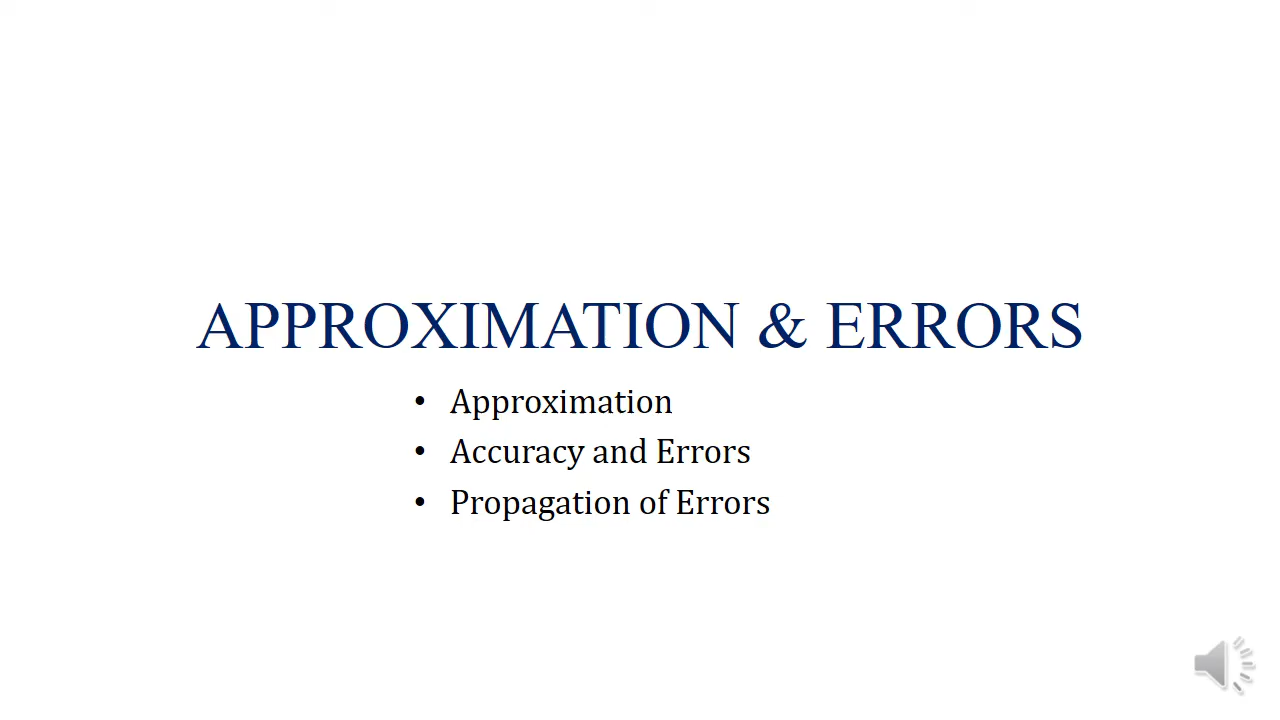 APPROXIMATION & ERRORS
• Approximation
• Accuracy and Errors
• Propagation of Errors